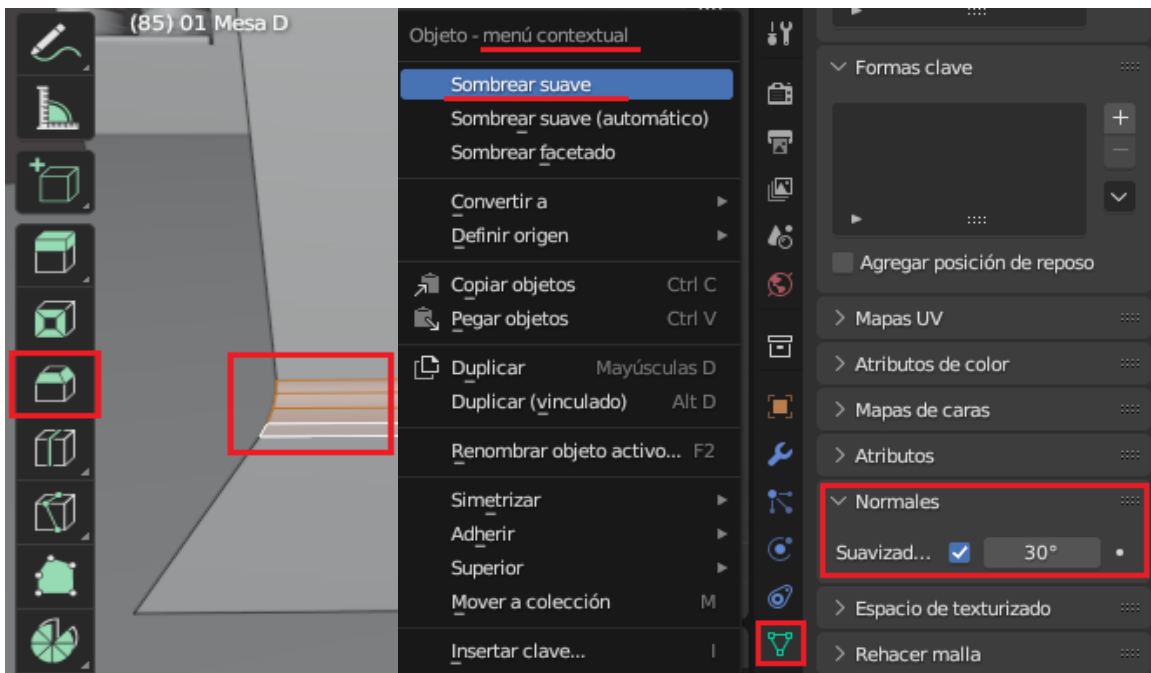 (85) 01 Mesa D
Objeto - menú contextual
Sombrear suave
Sombrear suave (automático)
Sombrear facetado
Convertir a
Definir origen
Copiar objetos Ctrl C
Pegar objetos Ctrl V
Duplicar Mayúsculas D
Duplicar (vinculado) Alt D
Renombrar objeto activo... F2
Simetrizar
Adherir
Superior
Mover a colección M
Insertar clave... I
Formas clave
Agregar posición de reposo
Mapas UV
Atributos de color
Mapas de caras
Atributos
Normales
Suavizad... 30°
Espacio de texturizado
Rehacer malla